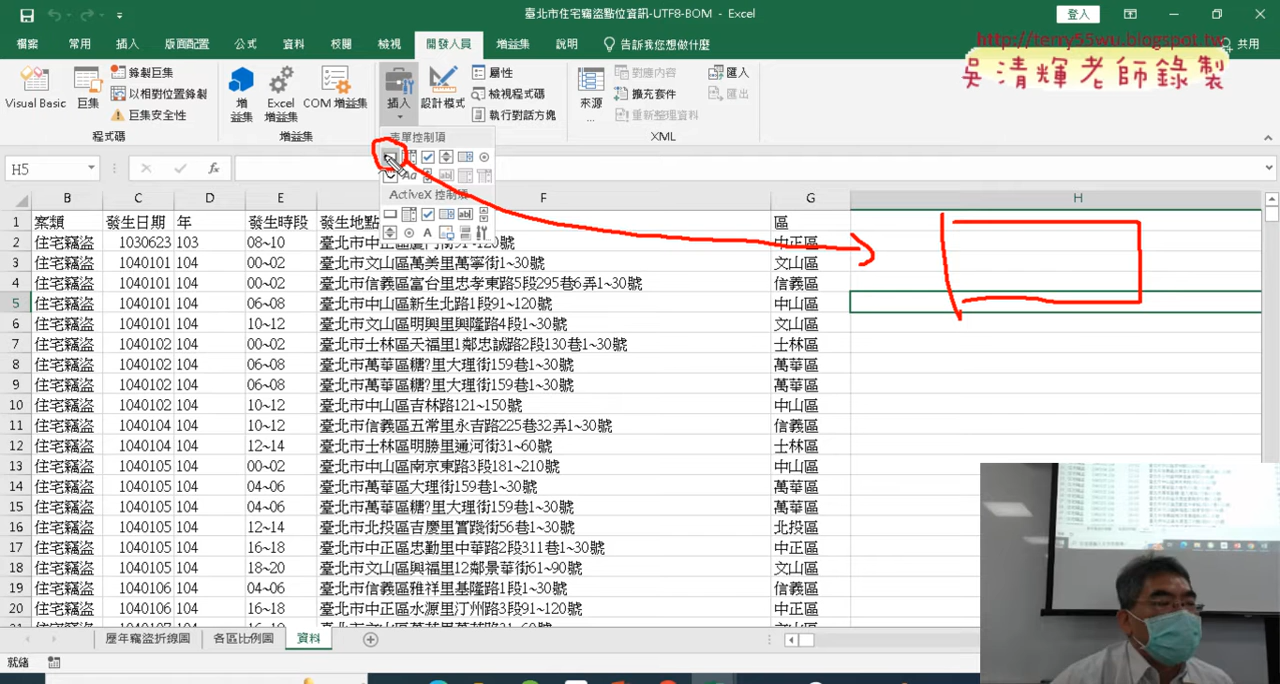 臺北市住宅竊盜點位資訊-UTF8-BOM - Excel
登入
檔案 常用 插入 版面配置 公式 資料 校閱 檢視 開發人員 增益集 說明 告訴我您想做什麼 共用
http://terry55wu.blogspot.tw
吳清輝老師錄製
Visual Basic 巨集 錄製巨集 以相對位置錄製 巨集安全性
增益集 Excel 增益集 COM 增益集
插入 設計模式 屬性 檢視程式碼 執行對話方塊
來源... 對應內容 擴充套件 重新整理資料 匯入 匯出
程式碼 增益集 XML
表單控制項
Aa ab|
ActiveX 控制項
ab|
A
H5 fx
B C D E F G H
1 案類 發生日期 年 發生時段 發生地點 區
2 住宅竊盜 1030623 103 08~10 臺北市中正區 120號 中正區
3 住宅竊盜 1040101 104 00~02 臺北市文山區萬美里萬寧街1~30號 文山區
4 住宅竊盜 1040101 104 00~02 臺北市信義區富台里忠孝東路5段295巷6弄1~30號 信義區
5 住宅竊盜 1040101 104 06~08 臺北市中山區新生北路1段91~120號 中山區
6 住宅竊盜 1040101 104 10~12 臺北市文山區明興里興隆路4段1~30號 文山區
7 住宅竊盜 1040102 104 00~02 臺北市士林區天福里1鄰忠誠路2段130巷1~30號 士林區
8 住宅竊盜 1040102 104 06~08 臺北市萬華區糖?里大理街159巷1~30號 萬華區
9 住宅竊盜 1040102 104 06~08 臺北市萬華區糖?里大理街159巷1~30號 萬華區
10 住宅竊盜 1040102 104 10~12 臺北市中山區吉林路121~150號 中山區
11 住宅竊盜 1040104 104 10~12 臺北市信義區五常里永吉路225巷32弄1~30號 信義區
12 住宅竊盜 1040104 104 12~14 臺北市士林區明勝里通河街31~60號 士林區
13 住宅竊盜 1040105 104 00~02 臺北市中山區南京東路3段181~210號 中山區
14 住宅竊盜 1040105 104 04~06 臺北市萬華區大理街159巷1~30號 萬華區
15 住宅竊盜 1040105 104 04~06 臺北市萬華區糖?里大理街159巷1~30號 萬華區
16 住宅竊盜 1040105 104 12~14 臺北市北投區吉慶里實踐街56巷1~30號 北投區
17 住宅竊盜 1040105 104 16~18 臺北市中正區忠勤里中華路2段311巷1~30號 中正區
18 住宅竊盜 1040105 104 18~20 臺北市文山區興福里12鄰景華街61~90號 文山區
19 住宅竊盜 1040106 104 04~06 臺北市信義區雅祥里基隆路1段1~30號 信義區
20 住宅竊盜 1040106 104 16~18 臺北市中正區水源里汀州路3段91~120號 中正區
歷年竊盜折線圖 各區比例圖 資料
就緒